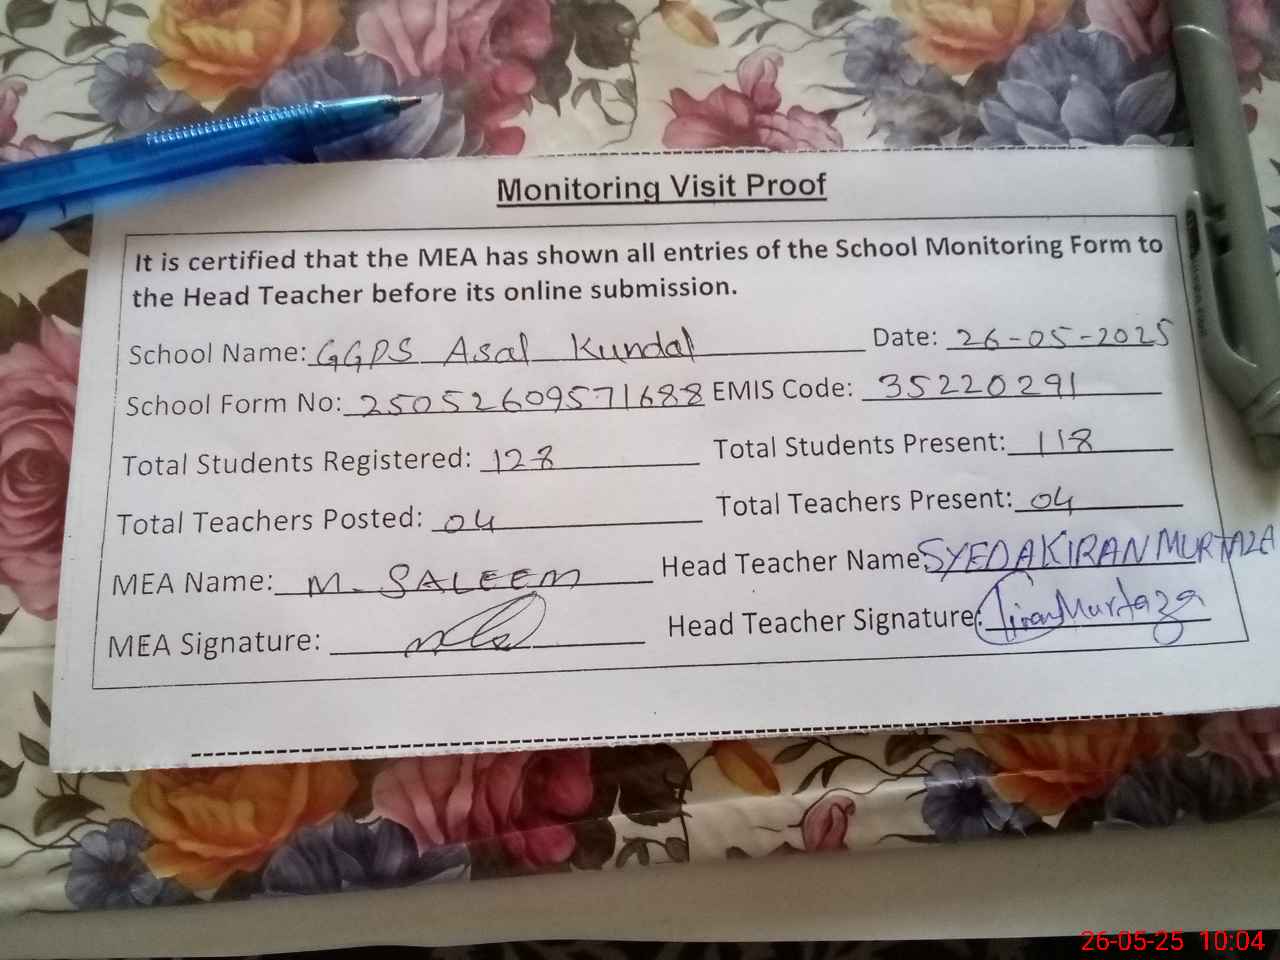 Monitoring Visit Proof
It is certified that the MEA has shown all entries of the School Monitoring Form to
the Head Teacher before its online submission.
School Name: GGPS Asal Kundal Date: 26-05-2025
School Form No: 25052609571688 EMIS Code: 35220291
Total Students Registered: 128 Total Students Present: 118
Total Teachers Posted: 04 Total Teachers Present: 04
MEA Name: M. SALEEM Head Teacher Name: SYEDA KIRAN MURTAZA
MEA Signature: Head Teacher Signature: Kiran Murtaza
26-05-25 10:04